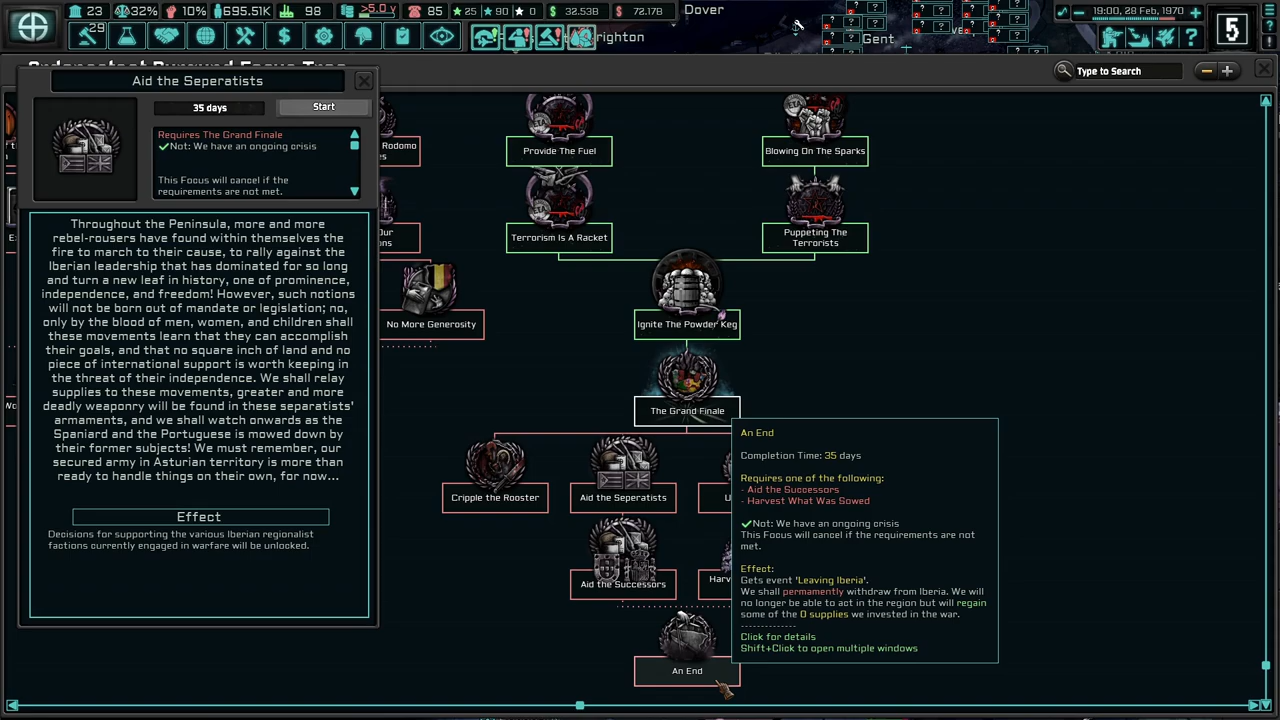 23
32%
10%
695.51K
98
>5.0 y
85
25
90
0
$ 32.53B
$ 72.17B
Dover
Gent
19:00, 28 Feb, 1970
5
29
righton
Type to Search
Aid the Seperatists
35 days
Start
Requires The Grand Finale
Not: We have an ongoing crisis
This Focus will cancel if the
requirements are not met.
Throughout the Peninsula, more and more
rebel-rousers have found within themselves the
fire to march to their cause, to rally against the
Iberian leadership that has dominated for so long
and turn a new leaf in history, one of prominence,
independence, and freedom! However, such notions
will not be born out of mandate or legislation; no,
only by the blood of men, women, and children shall
these movements learn that they can accomplish
their goals, and that no square inch of land and no
piece of international support is worth keeping in
the threat of their independence. We shall relay
supplies to these movements, greater and more
deadly weaponry will be found in these separatists'
armaments, and we shall watch onwards as the
Spaniard and the Portuguese is mowed down by
their former subjects! We must remember, our
secured army in Asturian territory is more than
ready to handle things on their own, for now...
Effect
Decisions for supporting the various Iberian regionalist
factions currently engaged in warfare will be unlocked.
Rodomo
es
Provide The Fuel
Blowing On The Sparks
Our
ons
Terrorism Is A Racket
Puppeting The
Terrorists
No More Generosity
Ignite The Powder Keg
The Grand Finale
Cripple the Rooster
Aid the Seperatists
U
Aid the Successors
Harv
An End
An End
Completion Time: 35 days
Requires one of the following:
- Aid the Successors
- Harvest What Was Sowed
Not: We have an ongoing crisis
This Focus will cancel if the requirements are not
met.
Effect:
Gets event 'Leaving Iberia'.
We shall permamently withdraw from Iberia. We will
no longer be able to act in the region but will regain
some of the 0 supplies we invested in the war.
--------------
Click for details
Shift+Click to open multiple windows